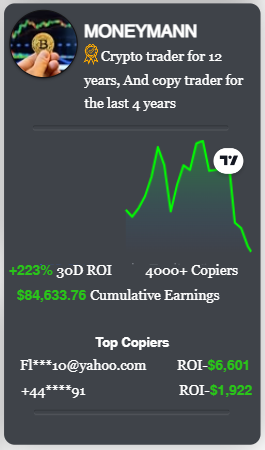 MONEYMANN
Crypto trader for 12
years, And copy trader for
the last 4 years
+223% 30D ROI 4000+ Copiers
$84,633.76 Cumulative Earnings
Top Copiers
Fl***10@yahoo.com ROI-$6,601
+44****91 ROI-$1,922